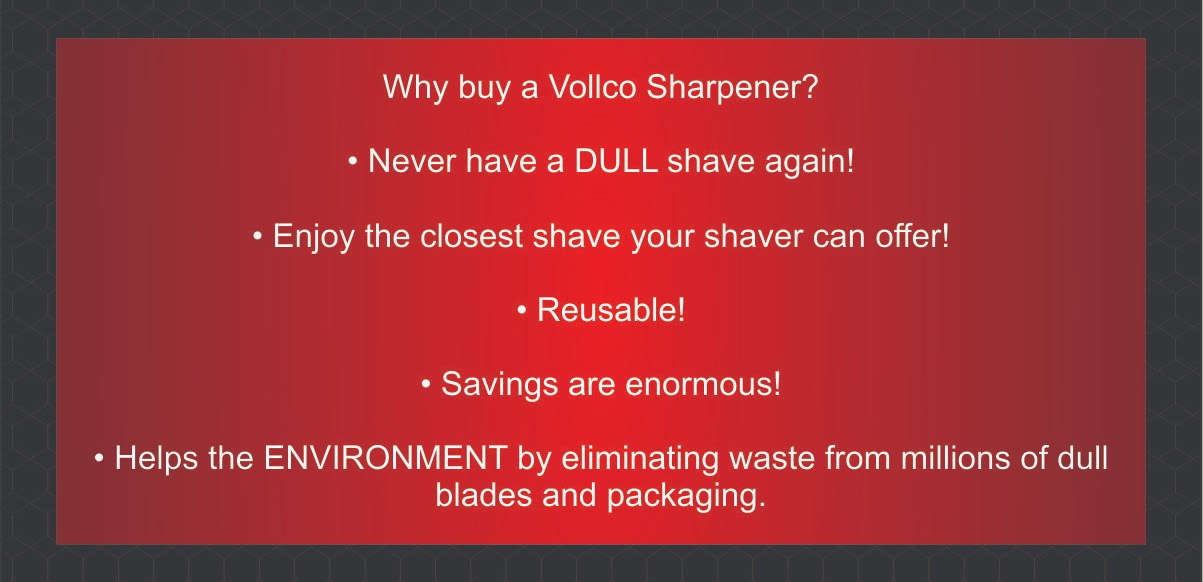 Why buy a Vollco Sharpener?
• Never have a DULL shave again!
• Enjoy the closest shave your shaver can offer!
• Reusable!
• Savings are enormous!
• Helps the ENVIRONMENT by eliminating waste from millions of dull
blades and packaging.